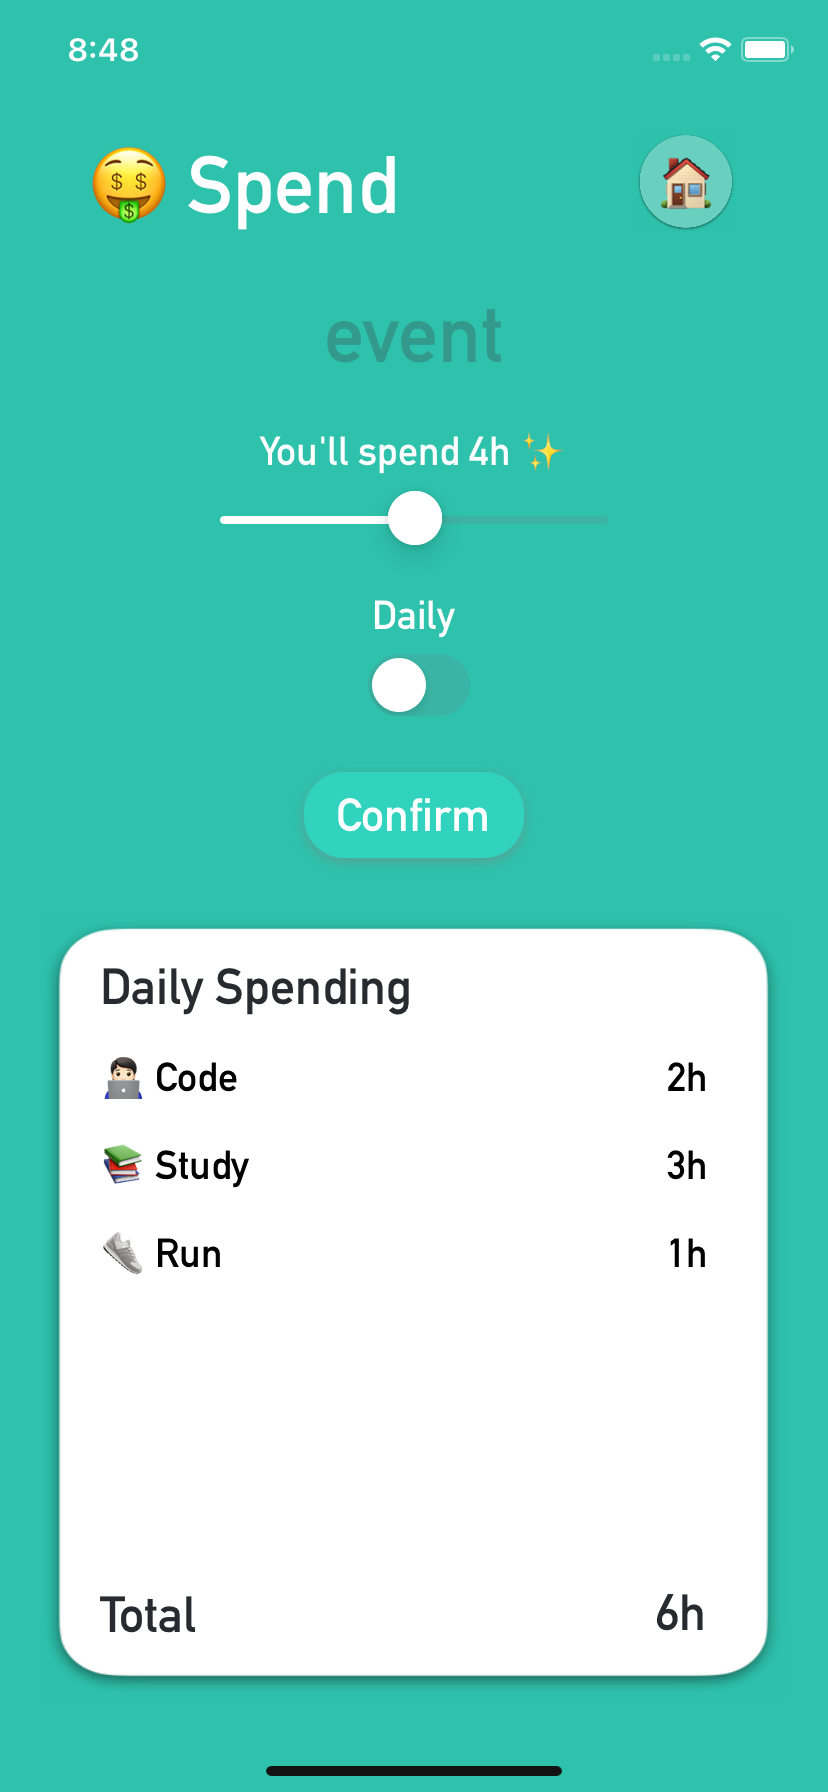 8:48
🤑 Spend
event
You'll spend 4h ✨
Daily
Confirm
Daily Spending
Code 2h
Study 3h
Run 1h
Total 6h